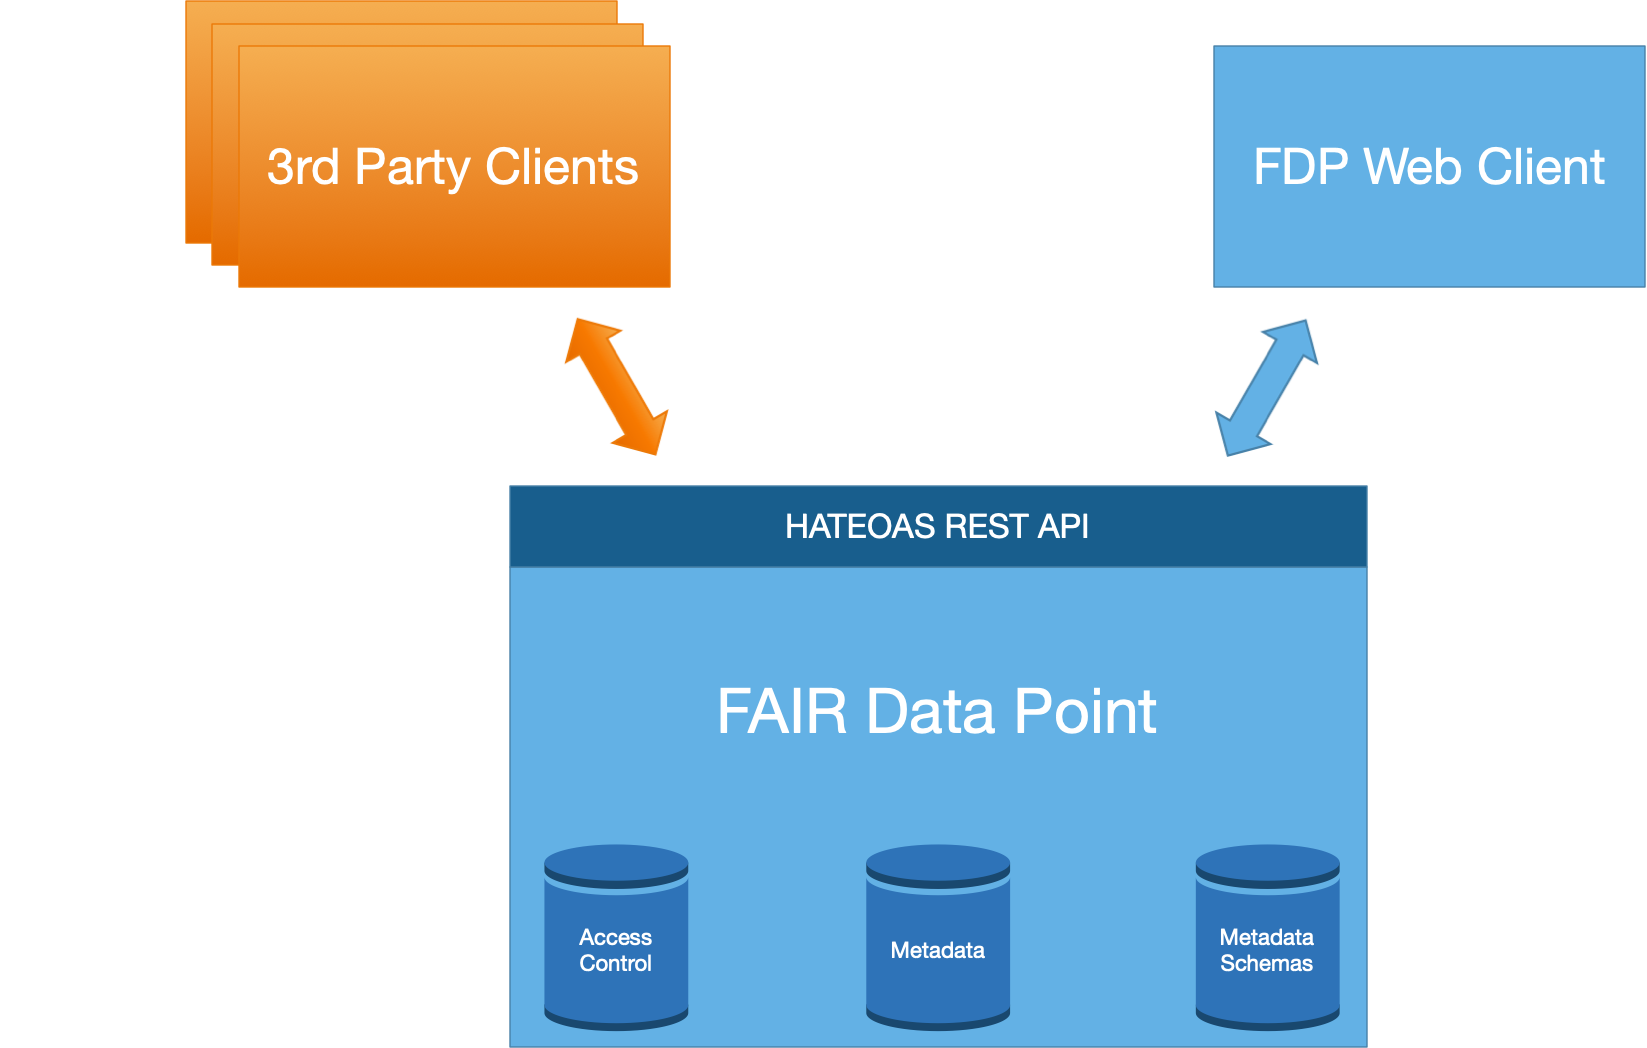 3rd Party Clients
FDP Web Client
HATEOAS REST API
FAIR Data Point
Access
Control
Metadata
Metadata
Schemas